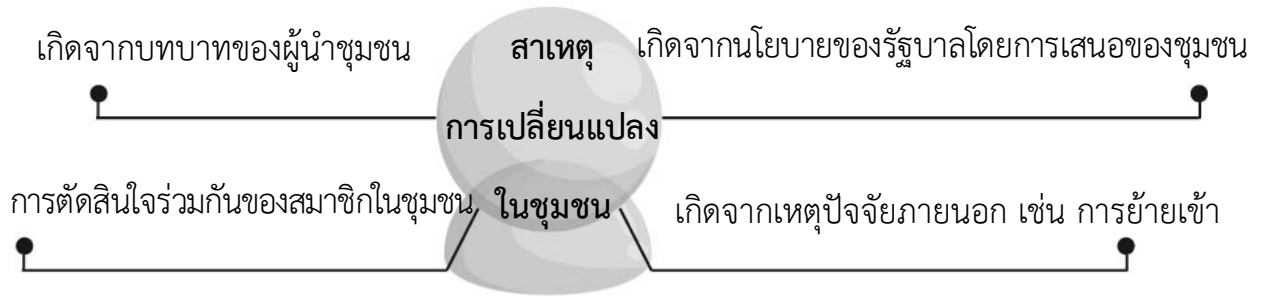 เกิดจากบทบาทของผู้นำชุมชน
สาเหตุ
การเปลี่ยนแปลง
ในชุมชน
เกิดจากนโยบายของรัฐบาลโดยการเสนอของชุมชน
การตัดสินใจร่วมกันของสมาชิกในชุมชน
เกิดจากเหตุปัจจัยภายนอก เช่น การย้ายเข้า